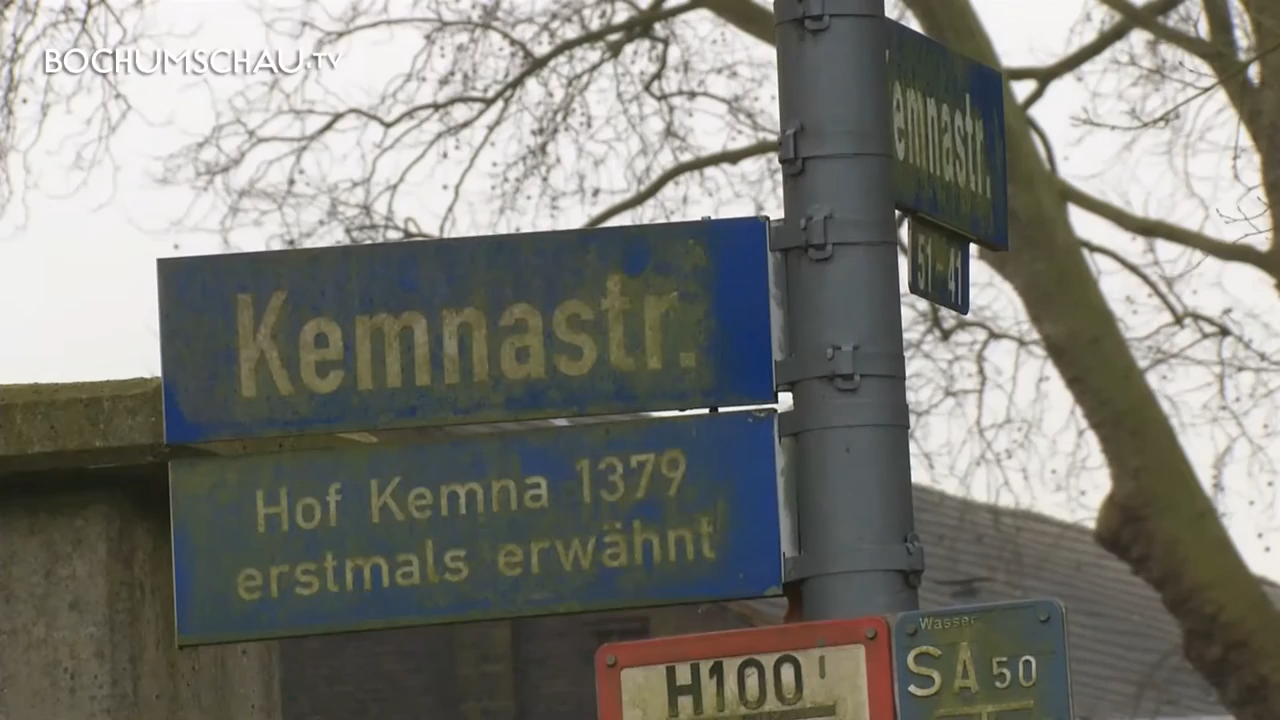 BOCHUMSCHAU.TV
emnastr.
51 - 41
Kemnastr.
Hof Kemna 1379
erstmals erwähnt
H100
Wasser
SA 50